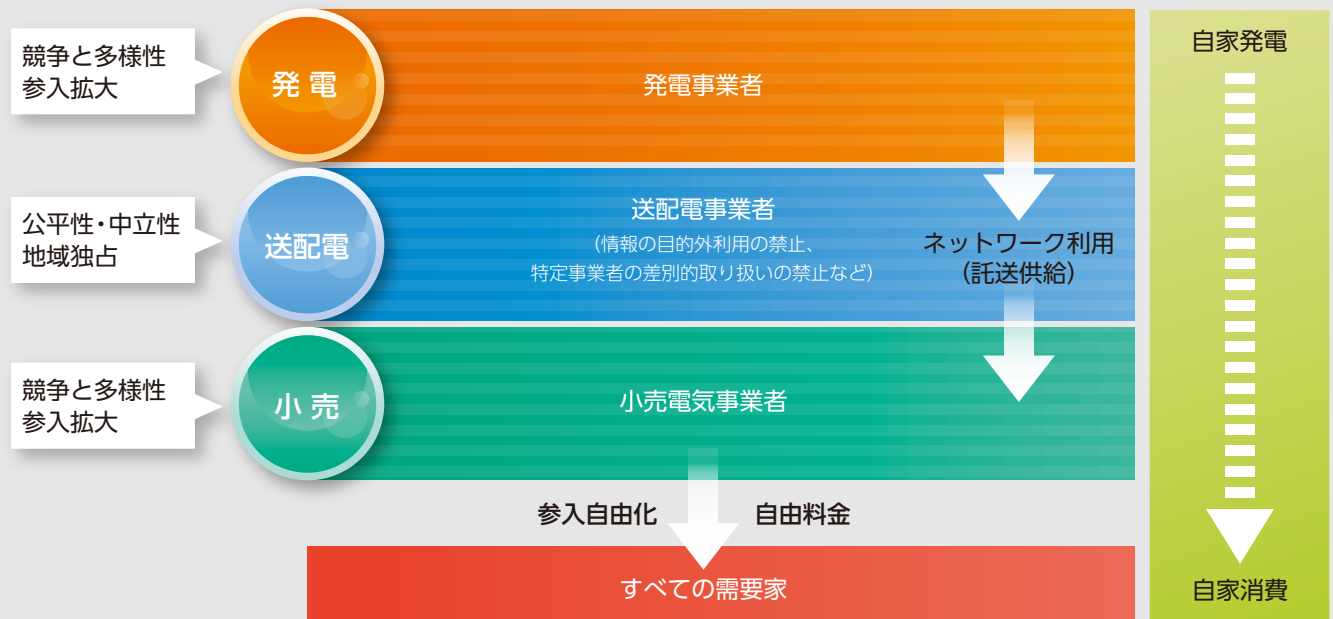 競争と多様性
参入拡大
発電
発電事業者
自家発電
公平性・中立性
地域独占
送配電
送配電事業者
(情報の目的外利用の禁止、
特定事業者の差別的取り扱いの禁止など)
ネットワーク利用
(託送供給)
競争と多様性
参入拡大
小売
小売電気事業者
参入自由化
自由料金
すべての需要家
自家消費